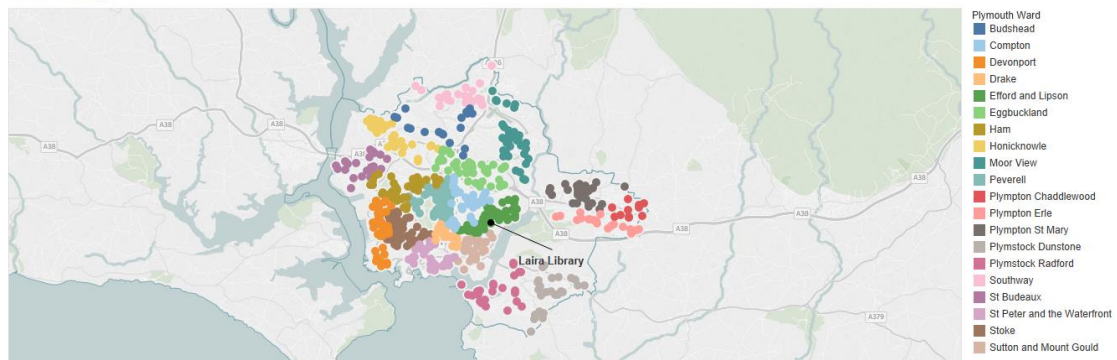 Plymouth Ward
Budshead
Compton
Devonport
Drake
Efford and Lipson
Eggbuckland
Ham
Honicknowle
Moor View
Peverell
Plympton Chaddlewood
Plympton Erle
Plympton St Mary
Plymstock Dunstone
Plymstock Radford
Southway
St Budeaux
St Peter and the Waterfront
Stoke
Sutton and Mount Gould
A38
A38
A38
A38
A38
A38
A38
Laira Library
A379